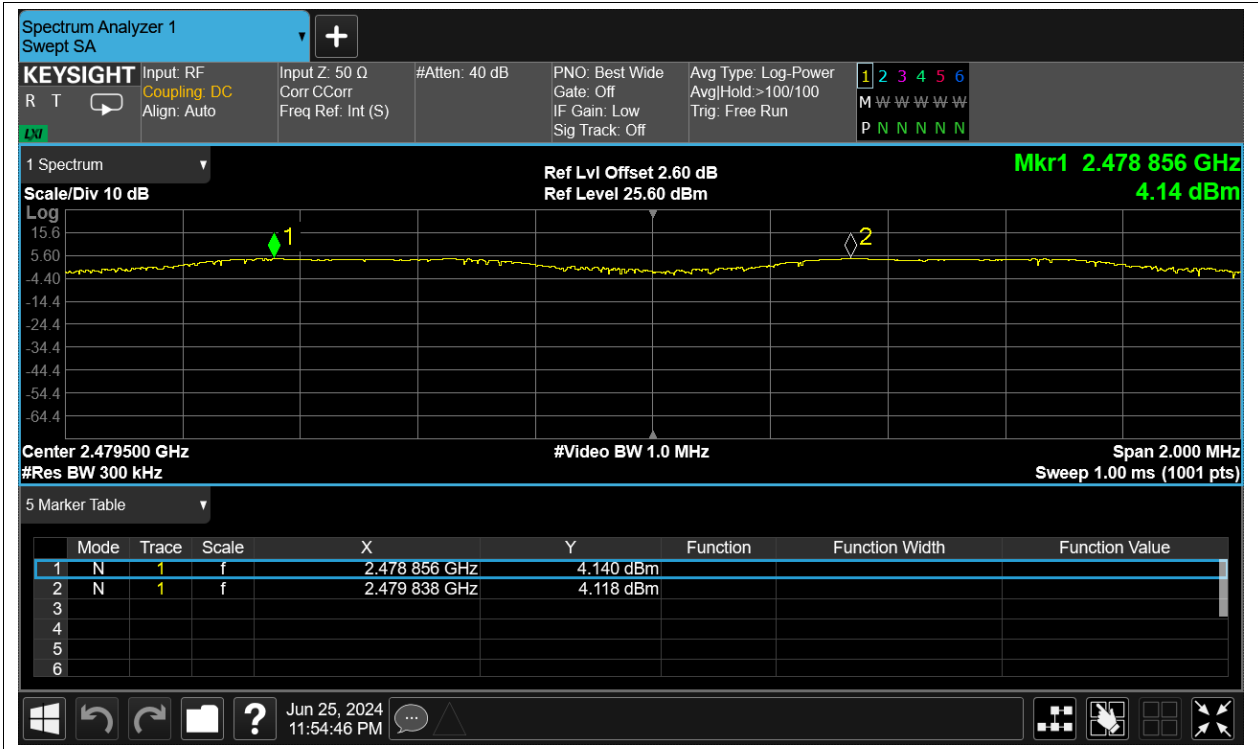 Spectrum Analyzer 1
Swept SA
+
KEYSIGHT Input: RF Input Z: 50 Ω #Atten: 40 dB PNO: Best Wide Avg Type: Log-Power 1 2 3 4 5 6
R T Coupling: DC Corr CCorr Gate: Off Avg|Hold:>100/100 M W W W W W W
Align: Auto Freq Ref: Int (S) IF Gain: Low Trig: Free Run
LXI Sig Track: Off P N N N N N N
1 Spectrum Ref Lvl Offset 2.60 dB Mkr1 2.478 856 GHz
Scale/Div 10 dB Ref Level 25.60 dBm 4.14 dBm
Log
15.6
5.60
-4.40
-14.4
-24.4
-34.4
-44.4
-54.4
-64.4
1
2
Center 2.479500 GHz #Video BW 1.0 MHz Span 2.000 MHz
#Res BW 300 kHz Sweep 1.00 ms (1001 pts)
5 Marker Table
Mode Trace Scale X Y Function Function Width Function Value
1 N 1 f 2.478 856 GHz 4.140 dBm
2 N 1 f 2.479 838 GHz 4.118 dBm
3
4
5
6
? Jun 25, 2024
11:54:46 PM